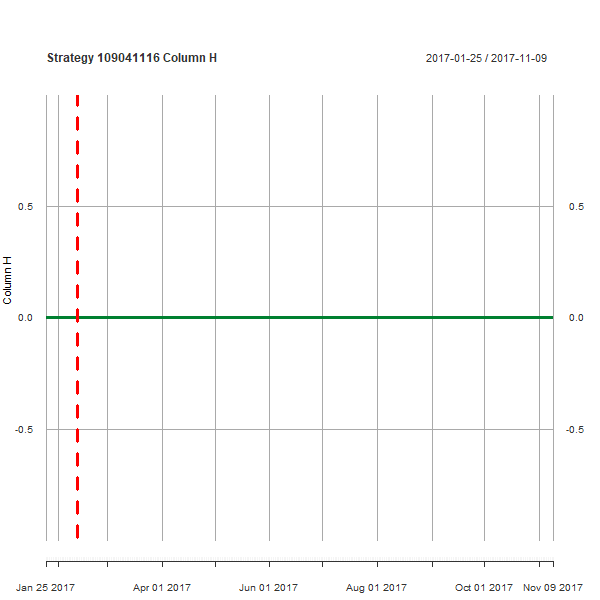 Strategy 109041116 Column H 2017-01-25 / 2017-11-09
0.5 0.5
Column H
0.0 0.0
-0.5 -0.5
Jan 25 2017 Apr 01 2017 Jun 01 2017 Aug 01 2017 Oct 01 2017 Nov 09 2017